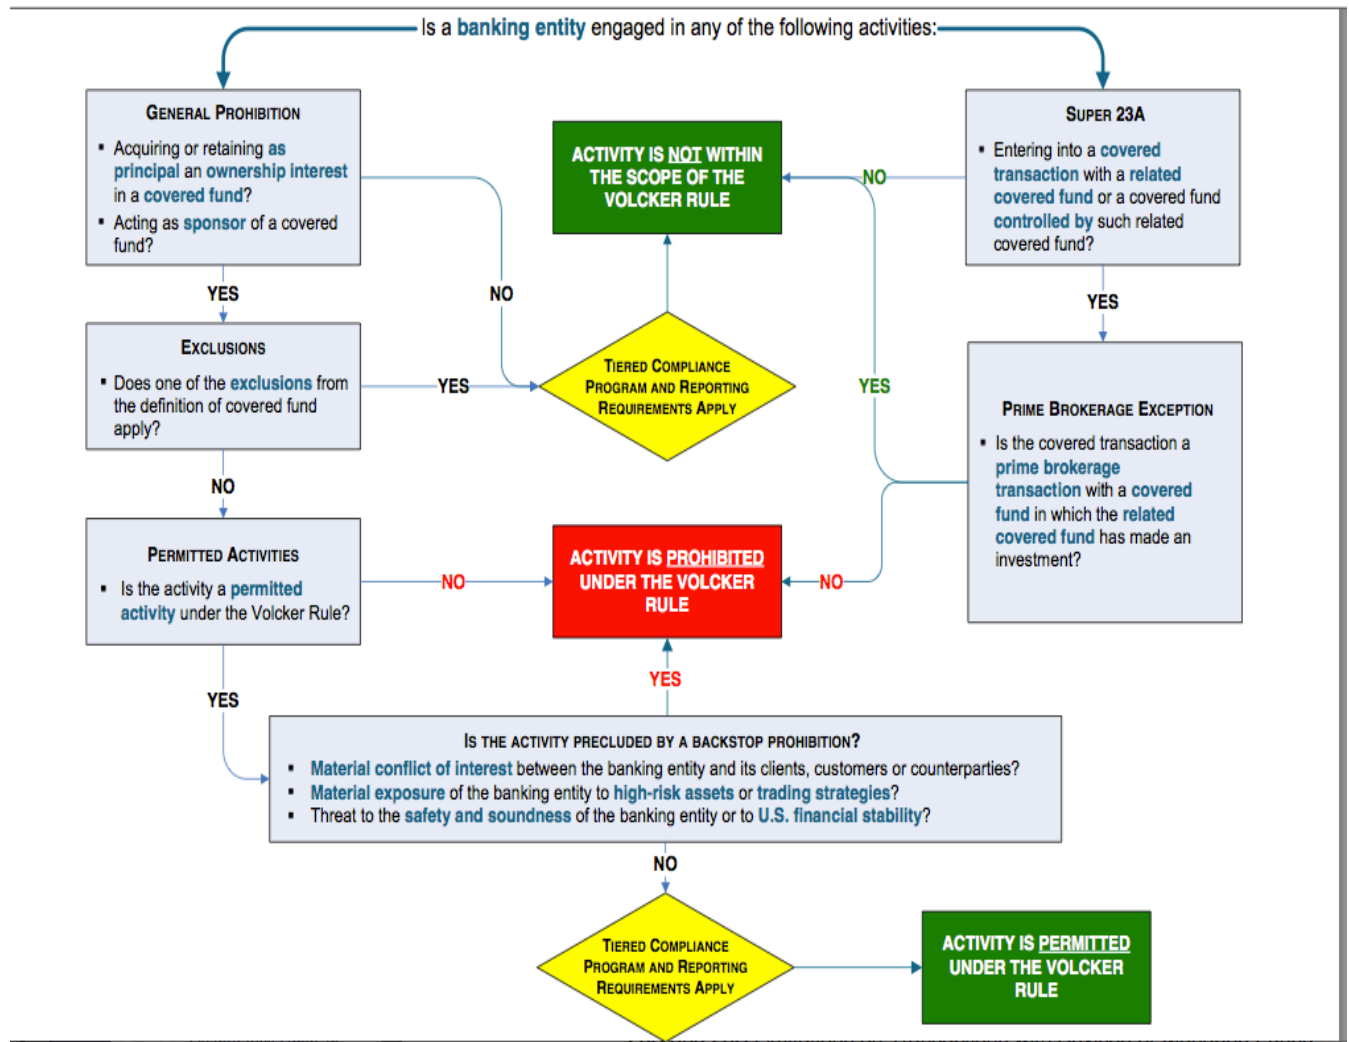 Is a banking entity engaged in any of the following activities:
GENERAL PROHIBITION
▪ Acquiring or retaining as
principal an ownership interest
in a covered fund?
▪ Acting as sponsor of a covered
fund?
YES
NO
EXCLUSIONS
▪ Does one of the exclusions from
the definition of covered fund
apply?
YES
NO
PERMITTED ACTIVITIES
▪ Is the activity a permitted
activity under the Volcker Rule?
NO
YES
ACTIVITY IS NOT WITHIN
THE SCOPE OF THE
VOLCKER RULE
TIERED COMPLIANCE
PROGRAM AND REPORTING
REQUIREMENTS APPLY
ACTIVITY IS PROHIBITED
UNDER THE VOLCKER
RULE
YES
SUPER 23A
▪ Entering into a covered
transaction with a related
covered fund or a covered fund
controlled by such related
covered fund?
NO
YES
PRIME BROKERAGE EXCEPTION
▪ Is the covered transaction a
prime brokerage
transaction with a covered
fund in which the related
covered fund has made an
investment?
YES
NO
IS THE ACTIVITY PRECLUDED BY A BACKSTOP PROHIBITION?
▪ Material conflict of interest between the banking entity and its clients, customers or counterparties?
▪ Material exposure of the banking entity to high-risk assets or trading strategies?
▪ Threat to the safety and soundness of the banking entity or to U.S. financial stability?
NO
TIERED COMPLIANCE
PROGRAM AND REPORTING
REQUIREMENTS APPLY
ACTIVITY IS PERMITTED
UNDER THE VOLCKER
RULE